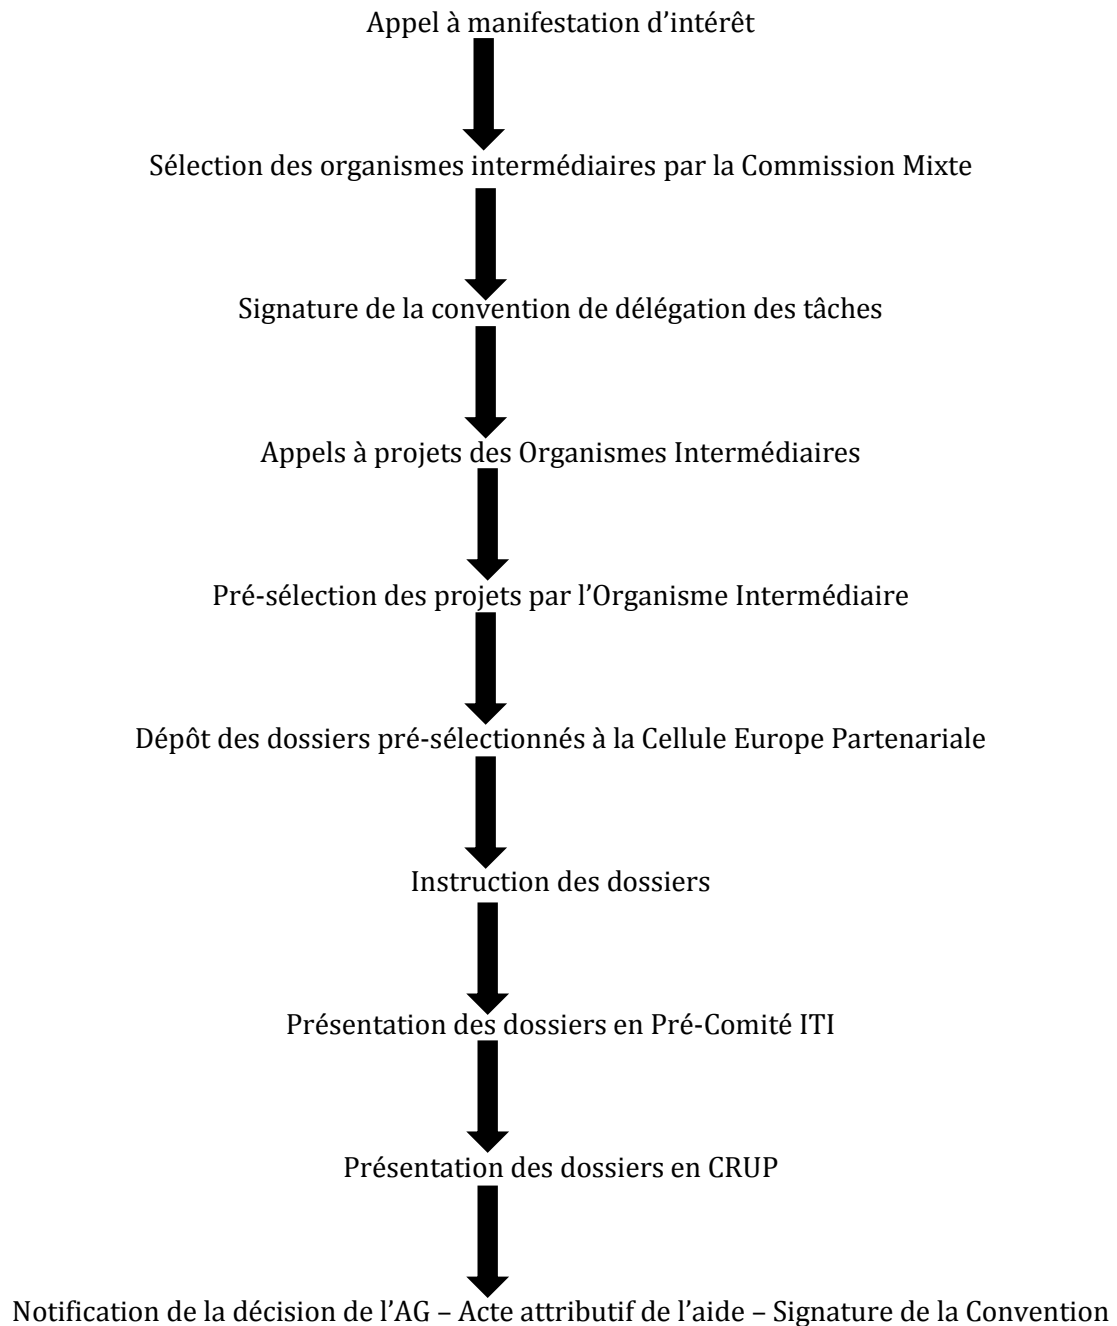 Appel à manifestation d’intérêt
Sélection des organismes intermédiaires par la Commission Mixte
Signature de la convention de délégation des tâches
Appels à projets des Organismes Intermédiaires
Pré-sélection des projets par l’Organisme Intermédiaire
Dépôt des dossiers pré-sélectionnés à la Cellule Europe Partenariale
Instruction des dossiers
Présentation des dossiers en Pré-Comité ITI
Présentation des dossiers en CRUP
Notification de la décision de l’AG – Acte attributif de l’aide – Signature de la Convention